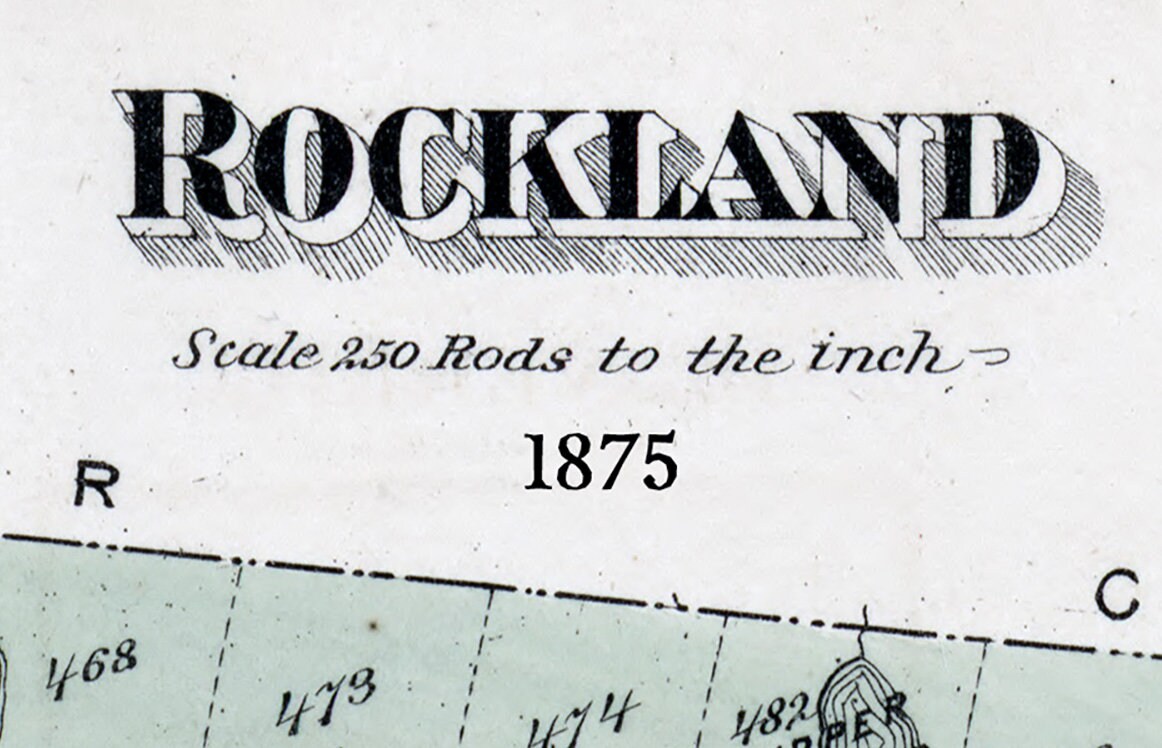 ROCKLAND
Scale 250 Rods to the inch
1875
R
C
468
473
474
482